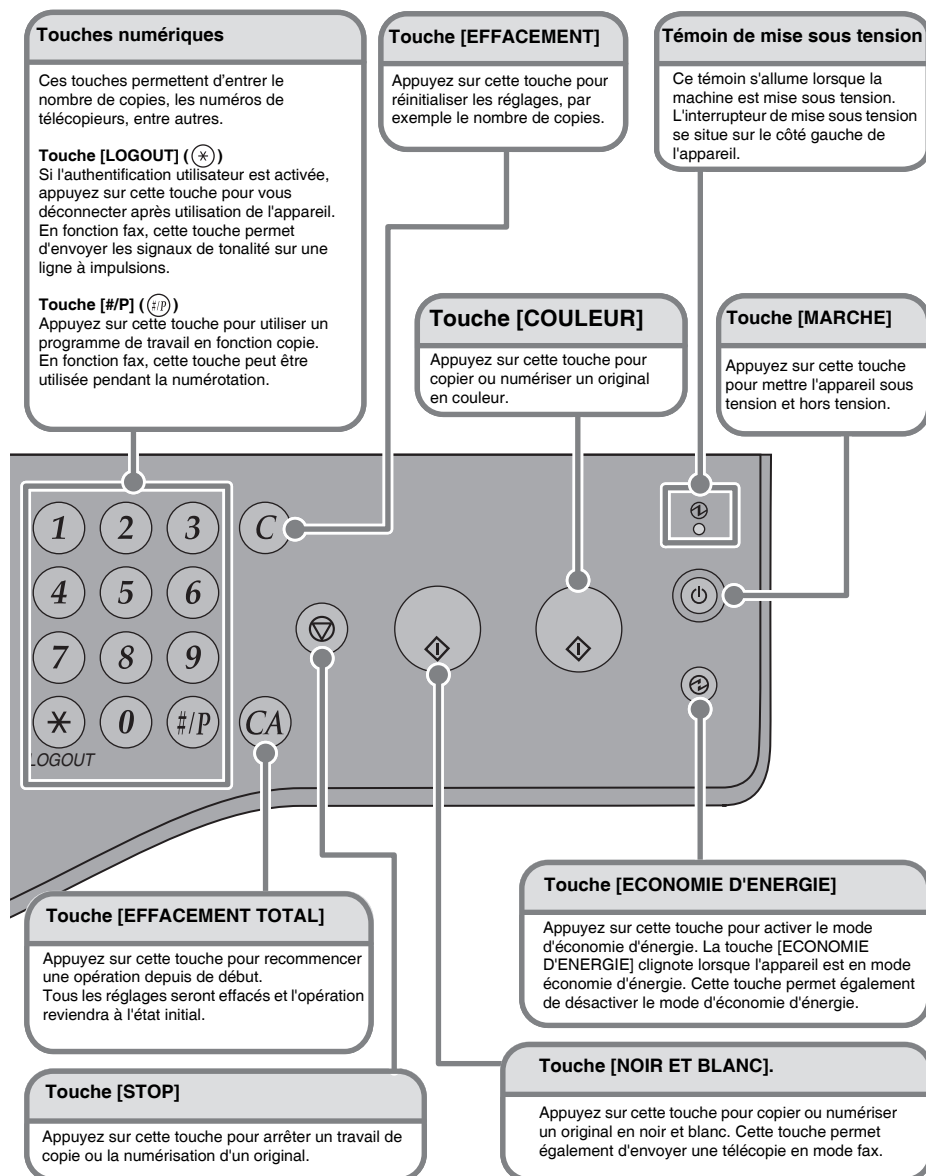 Touches numériques
Ces touches permettent d'entrer le
nombre de copies, les numéros de
télécopieurs, entre autres.
Touche [LOGOUT] (*)
Si l'authentification utilisateur est activée,
appuyez sur cette touche pour vous
déconnecter après utilisation de l'appareil.
En fonction fax, cette touche permet
d'envoyer les signaux de tonalité sur une
ligne à impulsions.
Touche [#/P] (#/P)
Appuyez sur cette touche pour utiliser un
programme de travail en fonction copie.
En fonction fax, cette touche peut être
utilisée pendant la numérotation.
Touche [EFFACEMENT]
Appuyez sur cette touche pour
réinitialiser les réglages, par
exemple le nombre de copies.
Témoin de mise sous tension
Ce témoin s'allume lorsque la
machine est mise sous tension.
L'interrupteur de mise sous tension
se situe sur le côté gauche de
l'appareil.
Touche [COULEUR]
Appuyez sur cette touche pour
copier ou numériser un original
en couleur.
Touche [MARCHE]
Appuyez sur cette touche
pour mettre l'appareil sous
tension et hors tension.
1 2 3 C
4 5 6
7 8 9
* 0 #/P CA
LOGOUT
Touche [EFFACEMENT TOTAL]
Appuyez sur cette touche pour recommencer
une opération depuis de début.
Tous les réglages seront effacés et l'opération
reviendra à l'état initial.
Touche [STOP]
Appuyez sur cette touche pour arrêter un travail de
copie ou la numérisation d'un original.
Touche [ECONOMIE D'ENERGIE]
Appuyez sur cette touche pour activer le mode
d'économie d'énergie. La touche [ECONOMIE
D'ENERGIE] clignote lorsque l'appareil est en mode
économie d'énergie. Cette touche permet également
de désactiver le mode d'économie d'énergie.
Touche [NOIR ET BLANC].
Appuyez sur cette touche pour copier ou numériser
un original en noir et blanc. Cette touche permet
également d'envoyer une télécopie en mode fax.